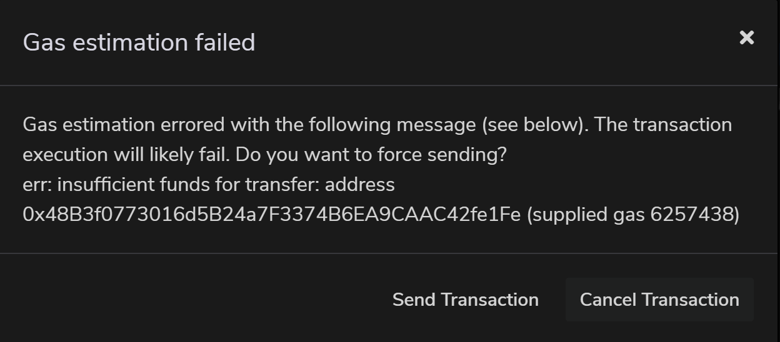 Gas estimation failed
Gas estimation errored with the following message (see below). The transaction
execution will likely fail. Do you want to force sending?
err: insufficient funds for transfer: address
0x48B3f0773016d5B24a7F3374B6EA9CAAC42fe1Fe (supplied gas 6257438)
Send Transaction Cancel Transaction